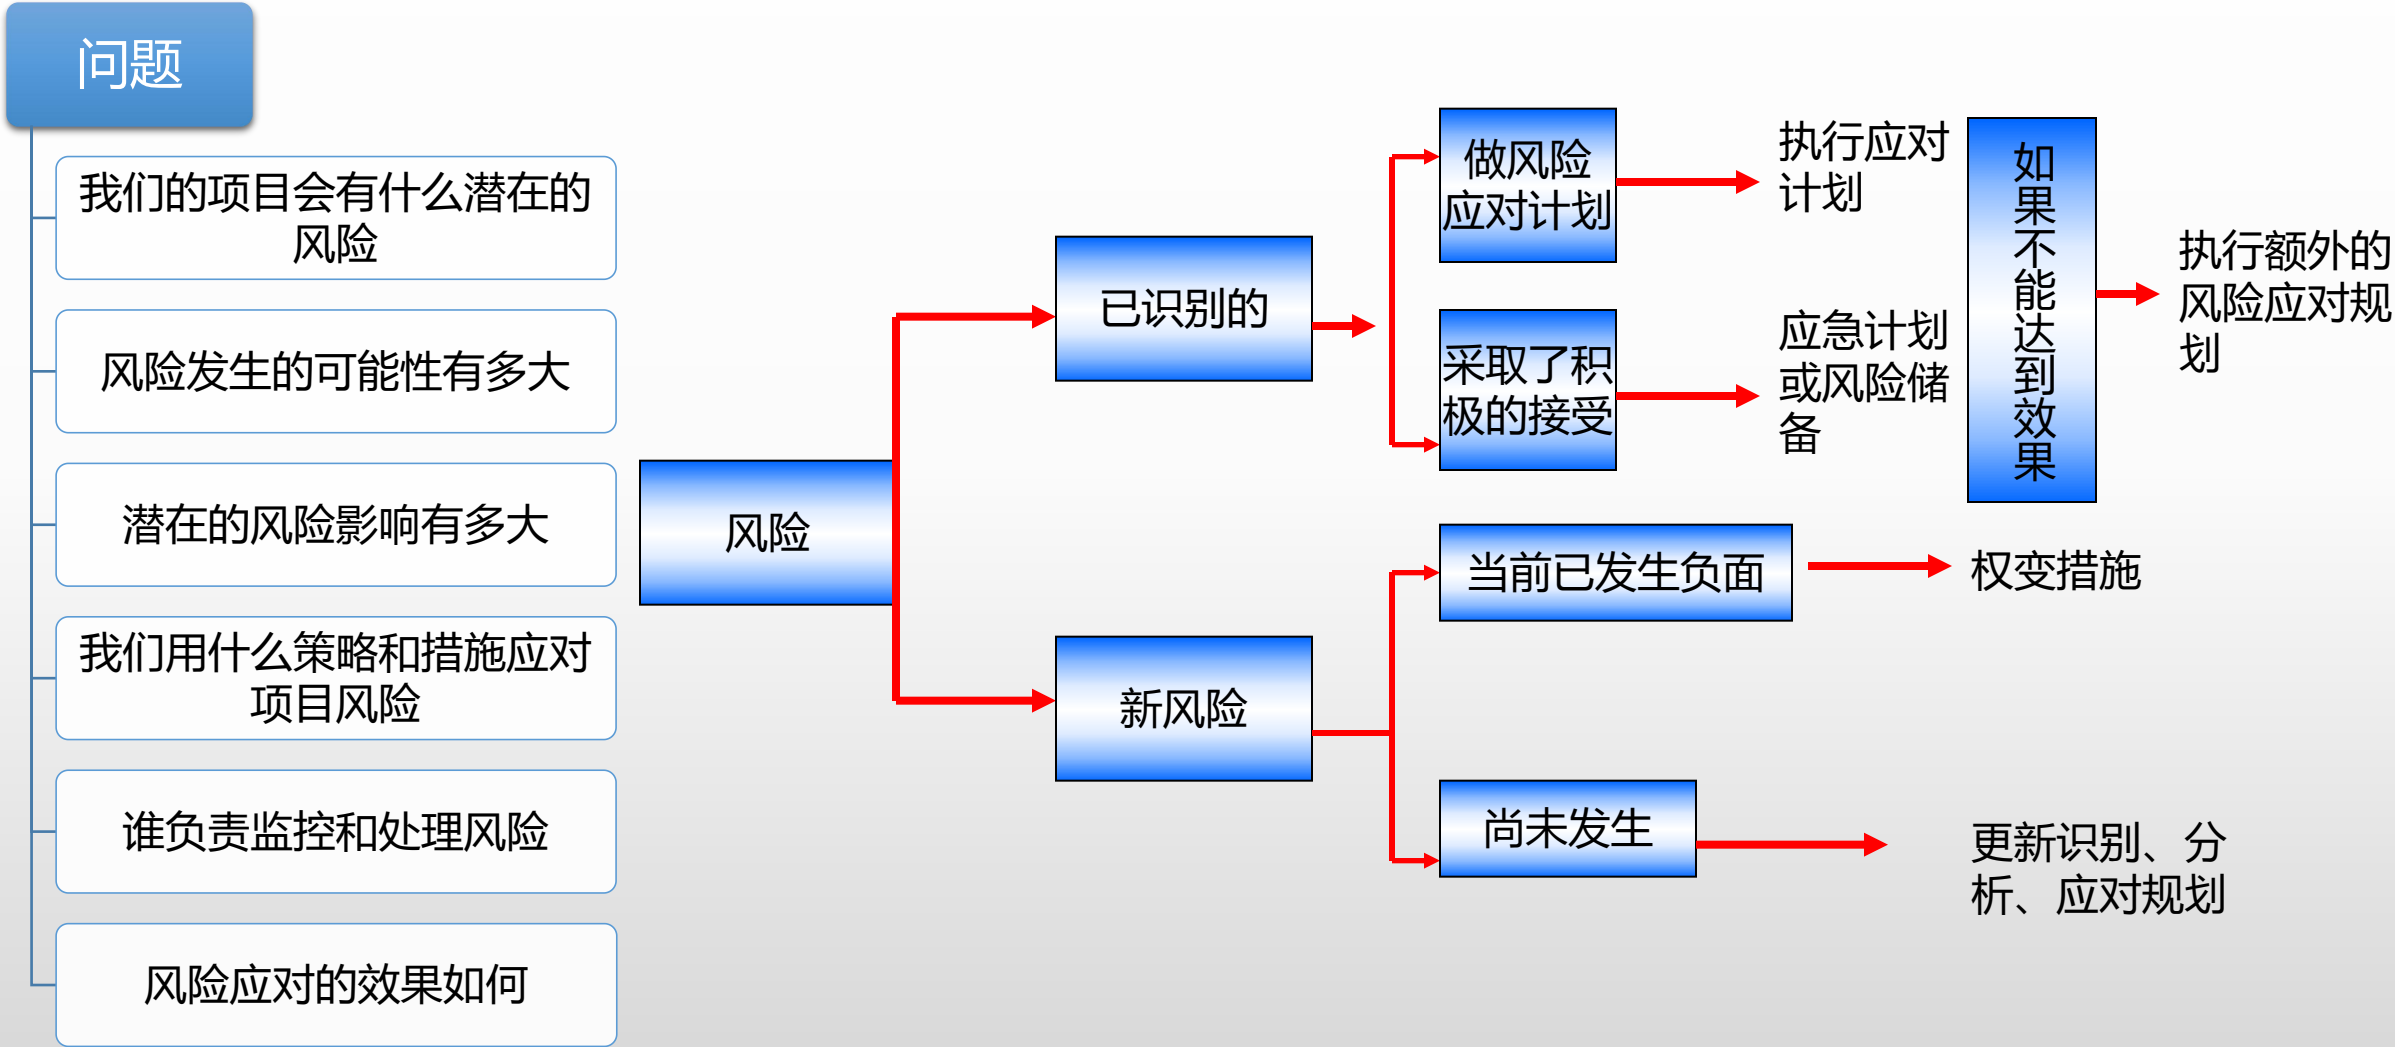 问题
我们的项目会有什么潜在的
风险
风险发生的可能性有多大
潜在的风险影响有多大
我们用什么策略和措施应对
项目风险
谁负责监控和处理风险
风险应对的效果如何
风险
已识别的
新风险
做风险
应对计划
采取了积
极的接受
执行应对
计划
应急计划
或风险储
备
如果不能达到效果
执行额外的
风险应对规
划
当前已发生负面
权变措施
尚未发生
更新识别、分
析、应对规划